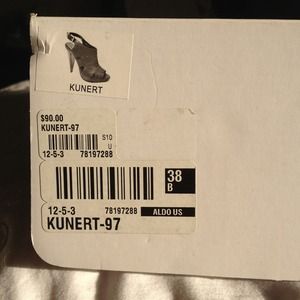 KUNERT
$90.00
KUNERT-97
S10
U
12-5-3 78197288
38
B
12-5-3 78197288 ALDO US
KUNERT-97